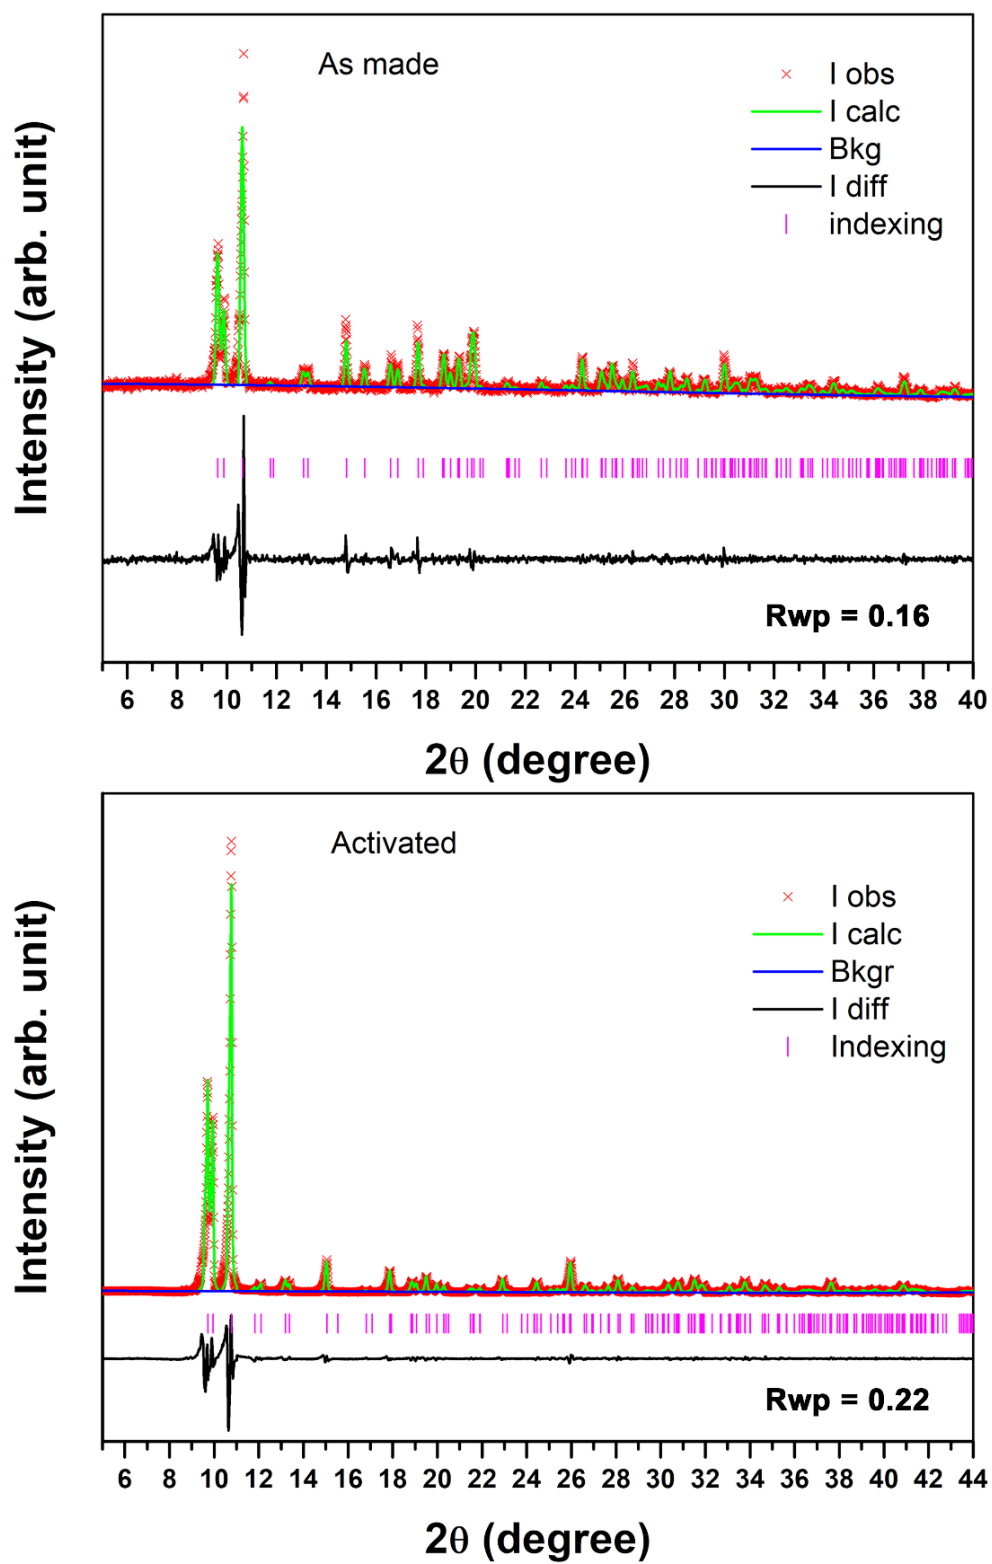 As made
I obs
I calc
Bkg
I diff
indexing
Intensity (arb. unit)
Rwp = 0.16
6 8 10 12 14 16 18 20 22 24 26 28 30 32 34 36 38 40
2θ (degree)
Activated
I obs
I calc
Bkgr
I diff
Indexing
Intensity (arb. unit)
Rwp = 0.22
6 8 10 12 14 16 18 20 22 24 26 28 30 32 34 36 38 40 42 44
2θ (degree)